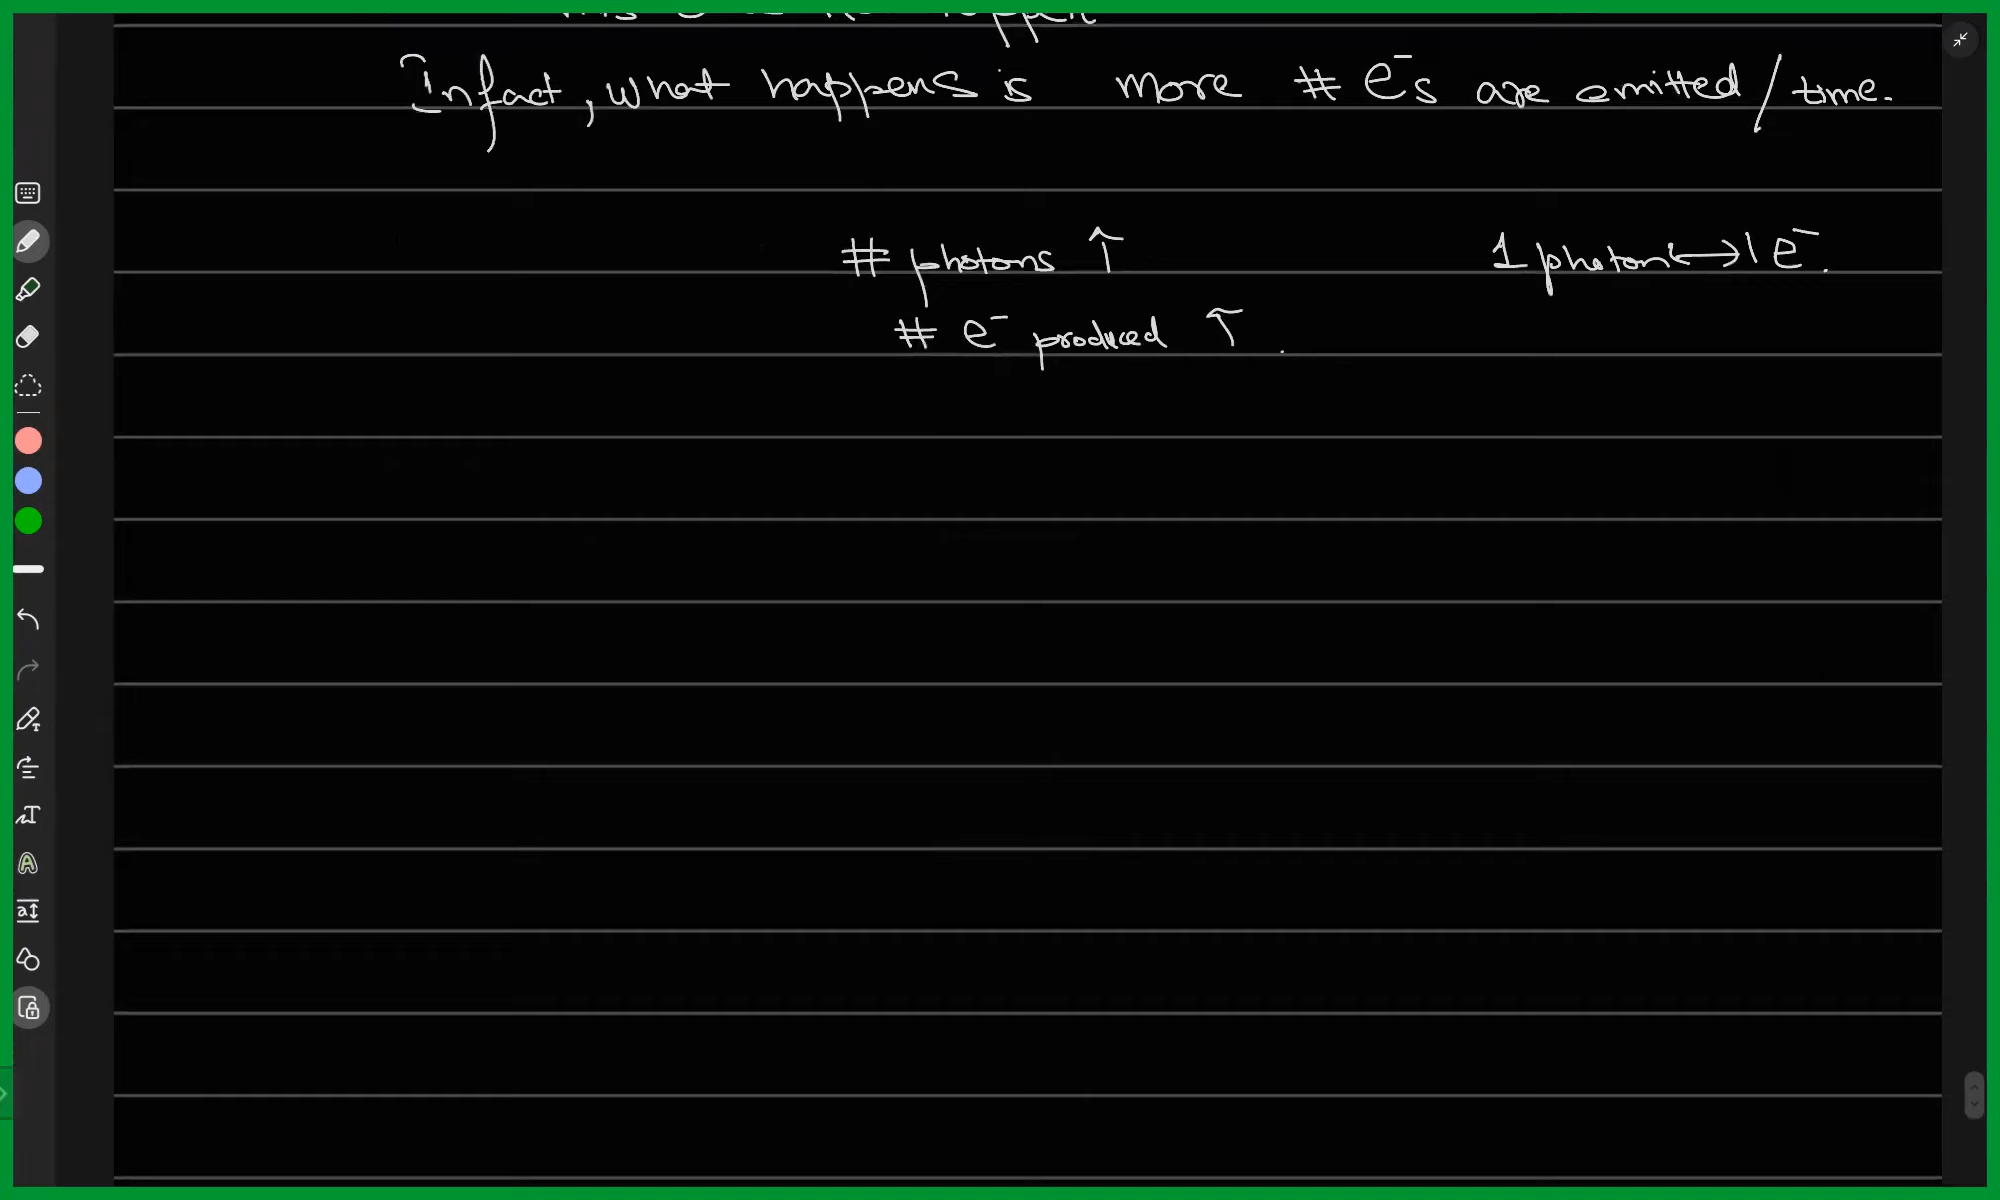 Infact, what happens is more # e⁻s are emitted / time.
# photons ↑ 1 photon ↔ 1 e⁻.
# e⁻ produced ↑.